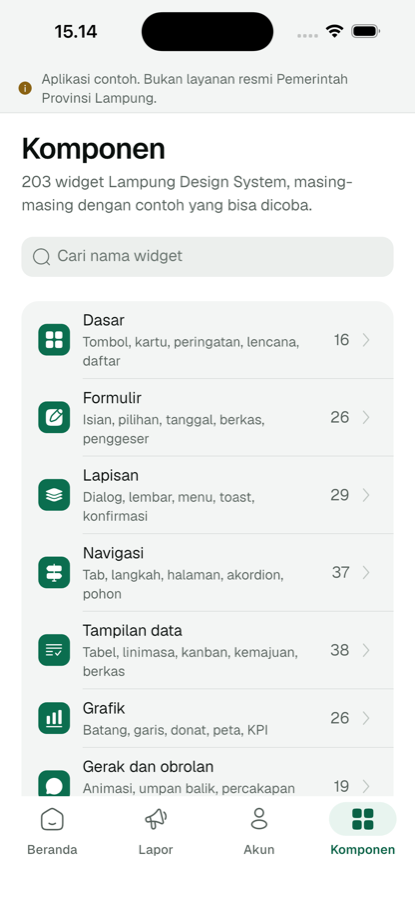 15.14
Aplikasi contoh. Bukan layanan resmi Pemerintah
Provinsi Lampung.
Komponen
203 widget Lampung Design System, masing-
masing dengan contoh yang bisa dicoba.
Cari nama widget
Dasar
Tombol, kartu, peringatan, lencana,
daftar
16
Formulir
Isian, pilihan, tanggal, berkas,
penggeser
26
Lapisan
Dialog, lembar, menu, toast,
konfirmasi
29
Navigasi
Tab, langkah, halaman, akordion,
pohon
37
Tampilan data
Tabel, linimasa, kanban, kemajuan,
berkas
38
Grafik
Batang, garis, donat, peta, KPI
26
Gerak dan obrolan
Animasi, umpan balik, percakapan
19
Beranda
Lapor
Akun
Komponen